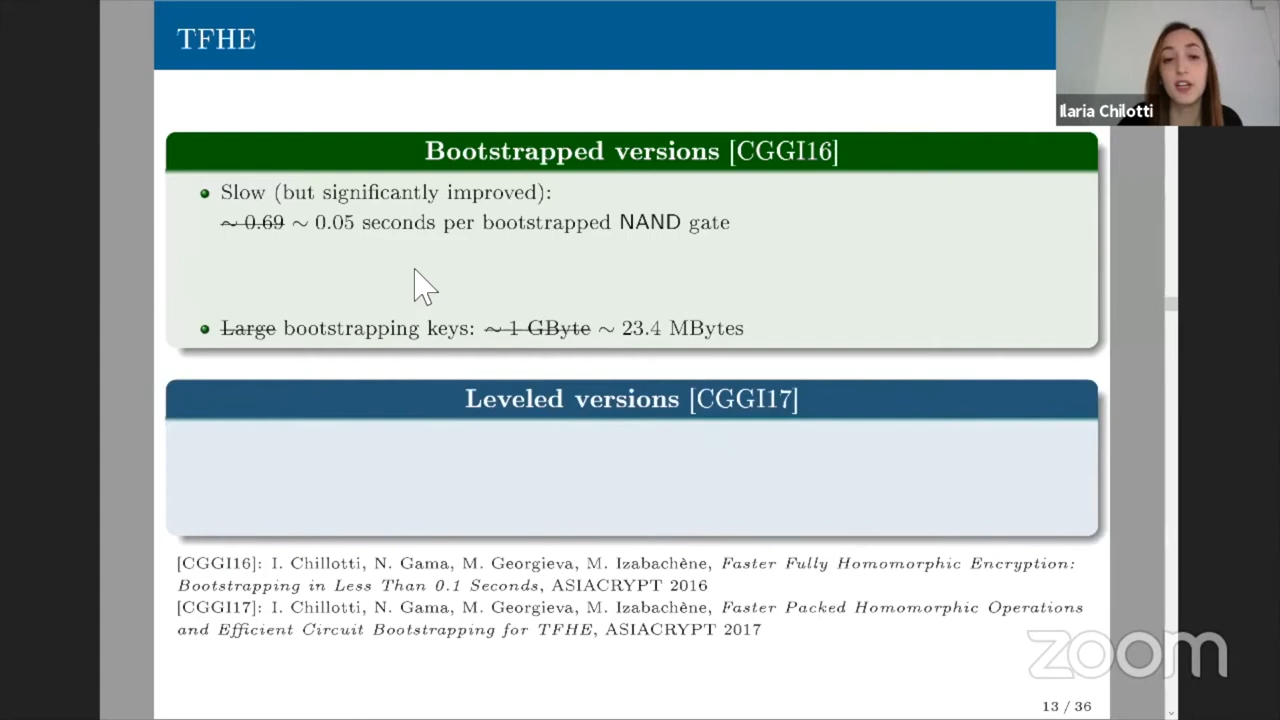 TFHE
Ilaria Chilotti
Bootstrapped versions [CGGI16]
Slow (but significantly improved):
~ 0.69 ~ 0.05 seconds per bootstrapped NAND gate
Large bootstrapping keys: ~ 1 GByte ~ 23.4 MBytes
Leveled versions [CGGI17]
[CGGI16]: I. Chillotti, N. Gama, M. Georgieva, M. Izabachène, Faster Fully Homomorphic Encryption:
Bootstrapping in Less Than 0.1 Seconds, ASIACRYPT 2016
[CGGI17]: I. Chillotti, N. Gama, M. Georgieva, M. Izabachène, Faster Packed Homomorphic Operations
and Efficient Circuit Bootstrapping for TFHE, ASIACRYPT 2017
zoom
13 / 36